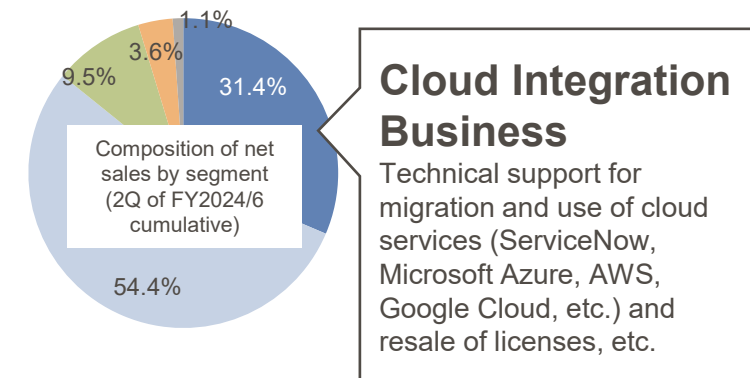 1.1%
3.6%
9.5%
31.4%
Composition of net
sales by segment
(2Q of FY2024/6
cumulative)
54.4%
Cloud Integration
Business
Technical support for
migration and use of cloud
services (ServiceNow,
Microsoft Azure, AWS,
Google Cloud, etc.) and
resale of licenses, etc.